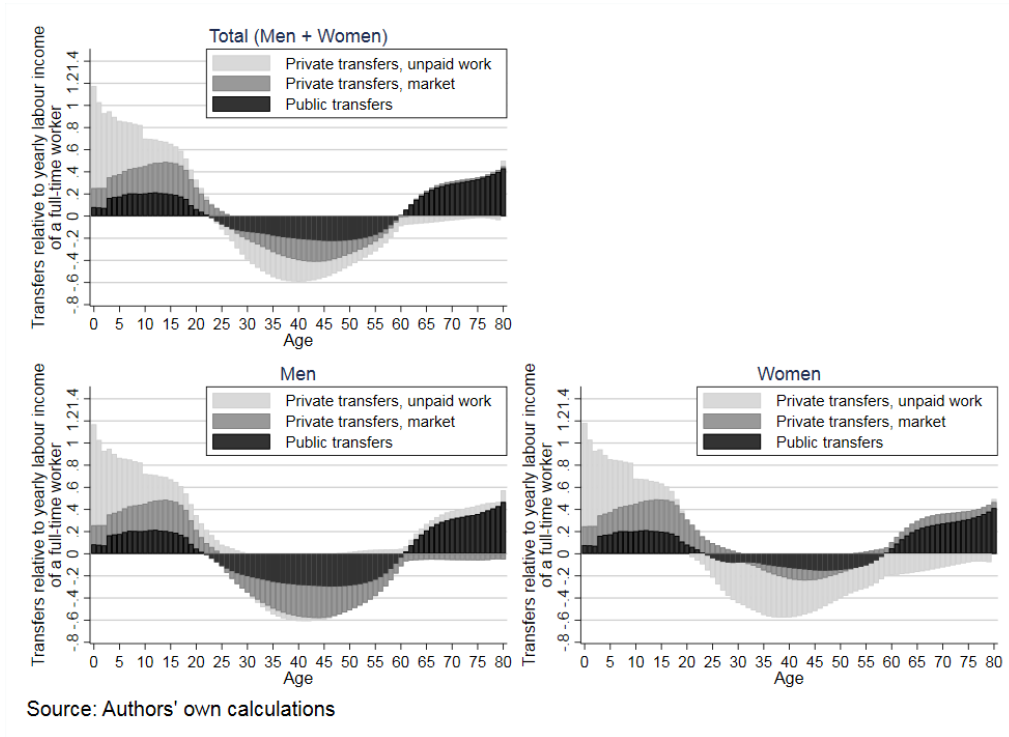 Total (Men + Women)
Private transfers, unpaid work
Private transfers, market
Public transfers
Transfers relative to yearly labour income
of a full-time worker
-.8 -.6 -.4 -.2 0 .2 .4 .6 .8 1 1.2 1.4
0 5 10 15 20 25 30 35 40 45 50 55 60 65 70 75 80
Age
Men
Private transfers, unpaid work
Private transfers, market
Public transfers
Transfers relative to yearly labour income
of a full-time worker
-.8 -.6 -.4 -.2 0 .2 .4 .6 .8 1 1.2 1.4
0 5 10 15 20 25 30 35 40 45 50 55 60 65 70 75 80
Age
Women
Private transfers, unpaid work
Private transfers, market
Public transfers
Transfers relative to yearly labour income
of a full-time worker
-.8 -.6 -.4 -.2 0 .2 .4 .6 .8 1 1.2 1.4
0 5 10 15 20 25 30 35 40 45 50 55 60 65 70 75 80
Age
Source: Authors' own calculations